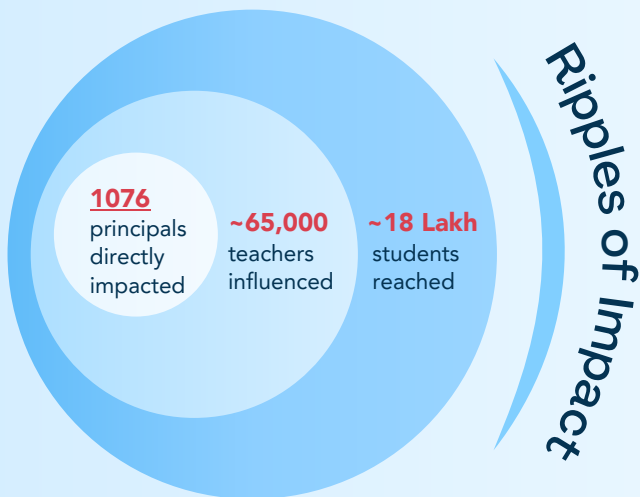 1076
principals
directly
impacted
~65,000
teachers
influenced
~18 Lakh
students
reached
Ripples of Impact